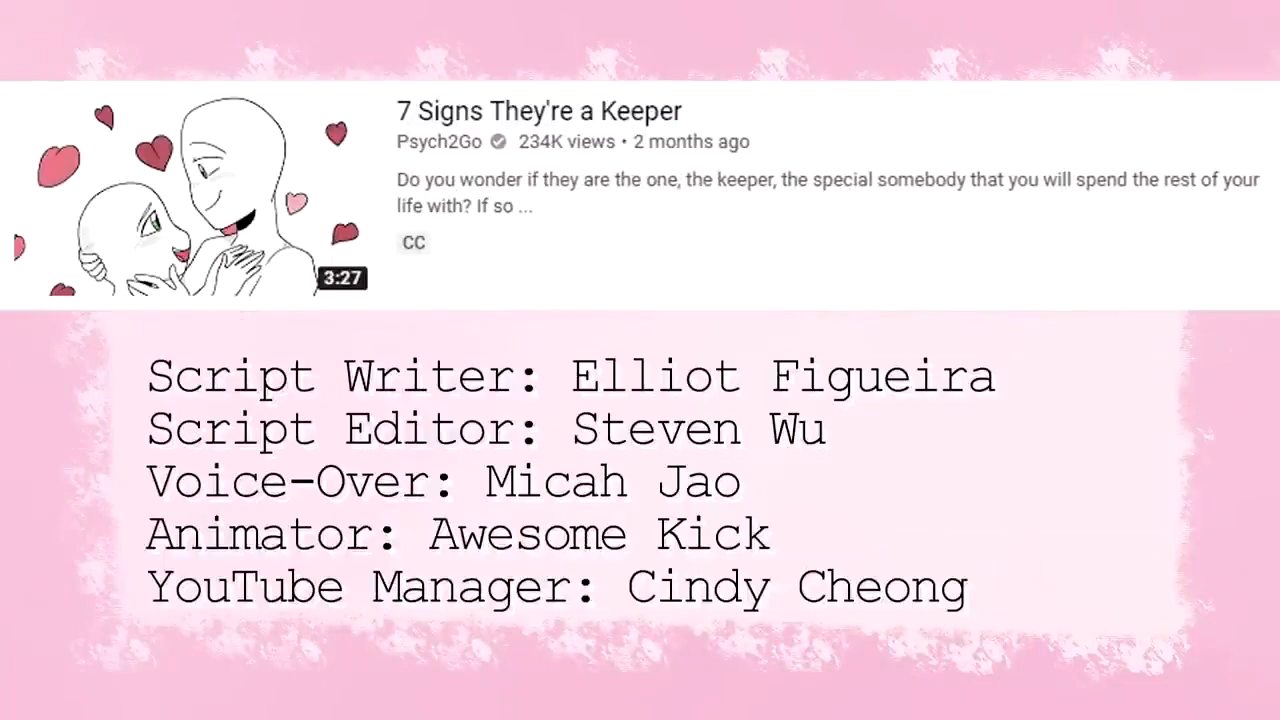 7 Signs They're a Keeper
Psych2Go 234K views • 2 months ago
Do you wonder if they are the one, the keeper, the special somebody that you will spend the rest of your
life with? If so ...
CC
3:27
Script Writer: Elliot Figueira
Script Editor: Steven Wu
Voice-Over: Micah Jao
Animator: Awesome Kick
YouTube Manager: Cindy Cheong